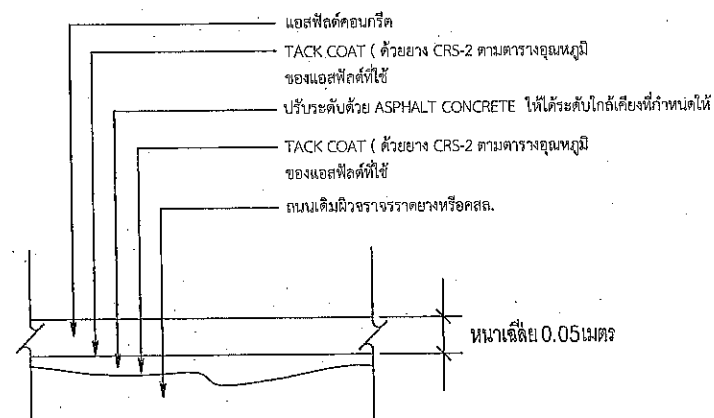 แอสฟัลต์คอนกรีต
TACK COAT ( ด้วยยาง CRS-2 ตามตารางอุณหภูมิ
ของแอสฟัลต์ที่ใช้
ปรับระดับด้วย ASPHALT CONCRETE ให้ได้ระดับใกล้เคียงที่กำหนดให้
TACK COAT ( ด้วยยาง CRS-2 ตามตารางอุณหภูมิ
ของแอสฟัลต์ที่ใช้
ถนนเดิมผิวจราจรราดยางหรือคสล.
หนาเฉลี่ย 0.05เมตร